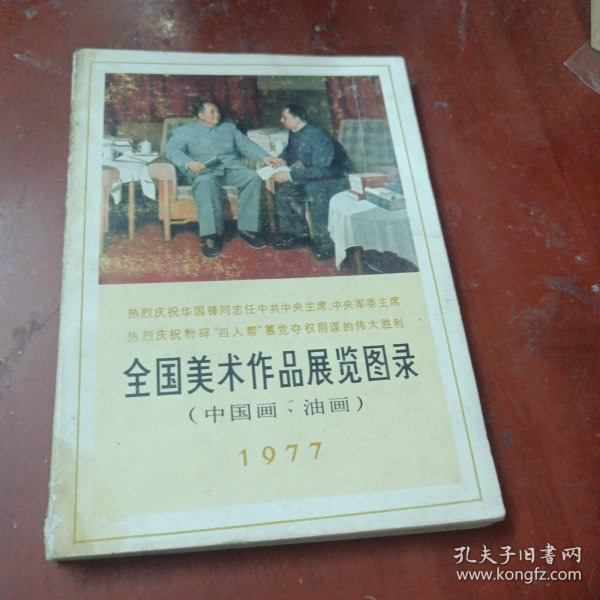 热烈庆祝华国锋同志任中共中央主席、中央军委主席
热烈庆祝粉碎“四人帮”篡党夺权阴谋的伟大胜利
全国美术作品展览图录
（中国画、油画）
1977
孔夫子旧书网
www.kongfz.com